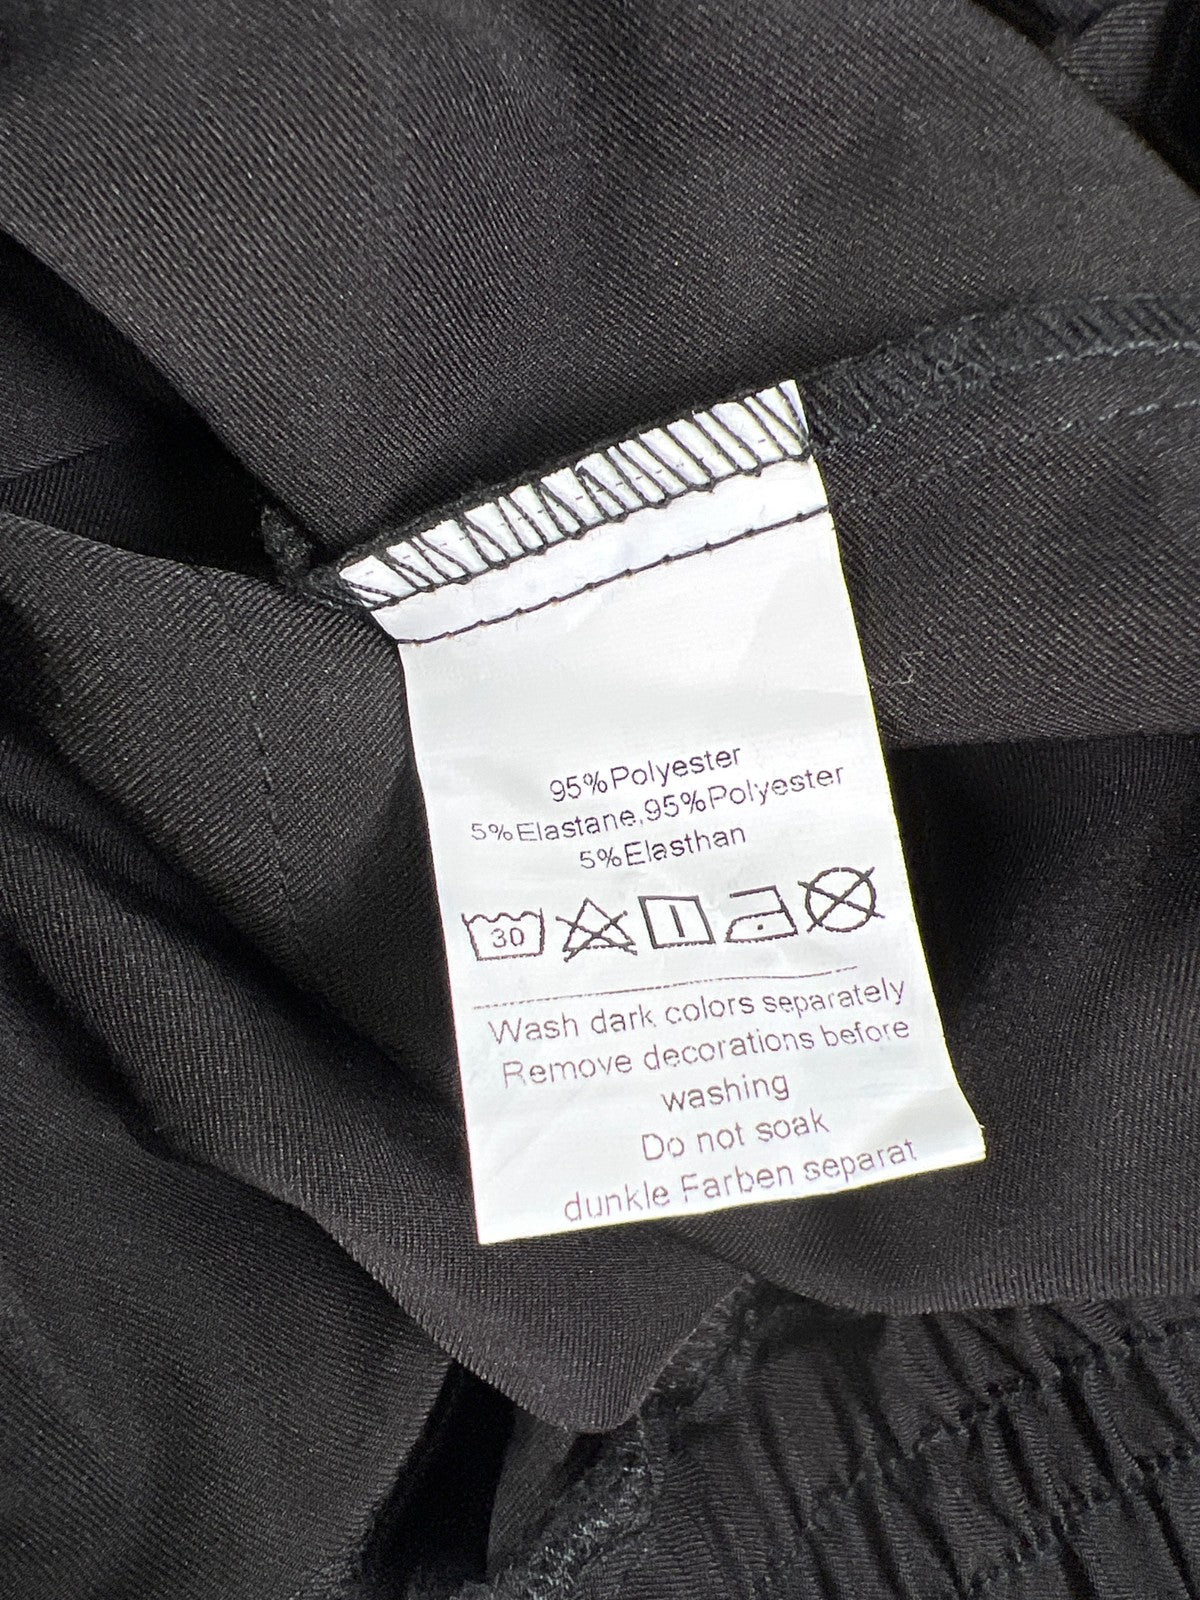 95%Polyester
5%Elastane,95%Polyester
5%Elasthan
30
Wash dark colors separately
Remove decorations before
washing
Do not soak
dunkle Farben separat